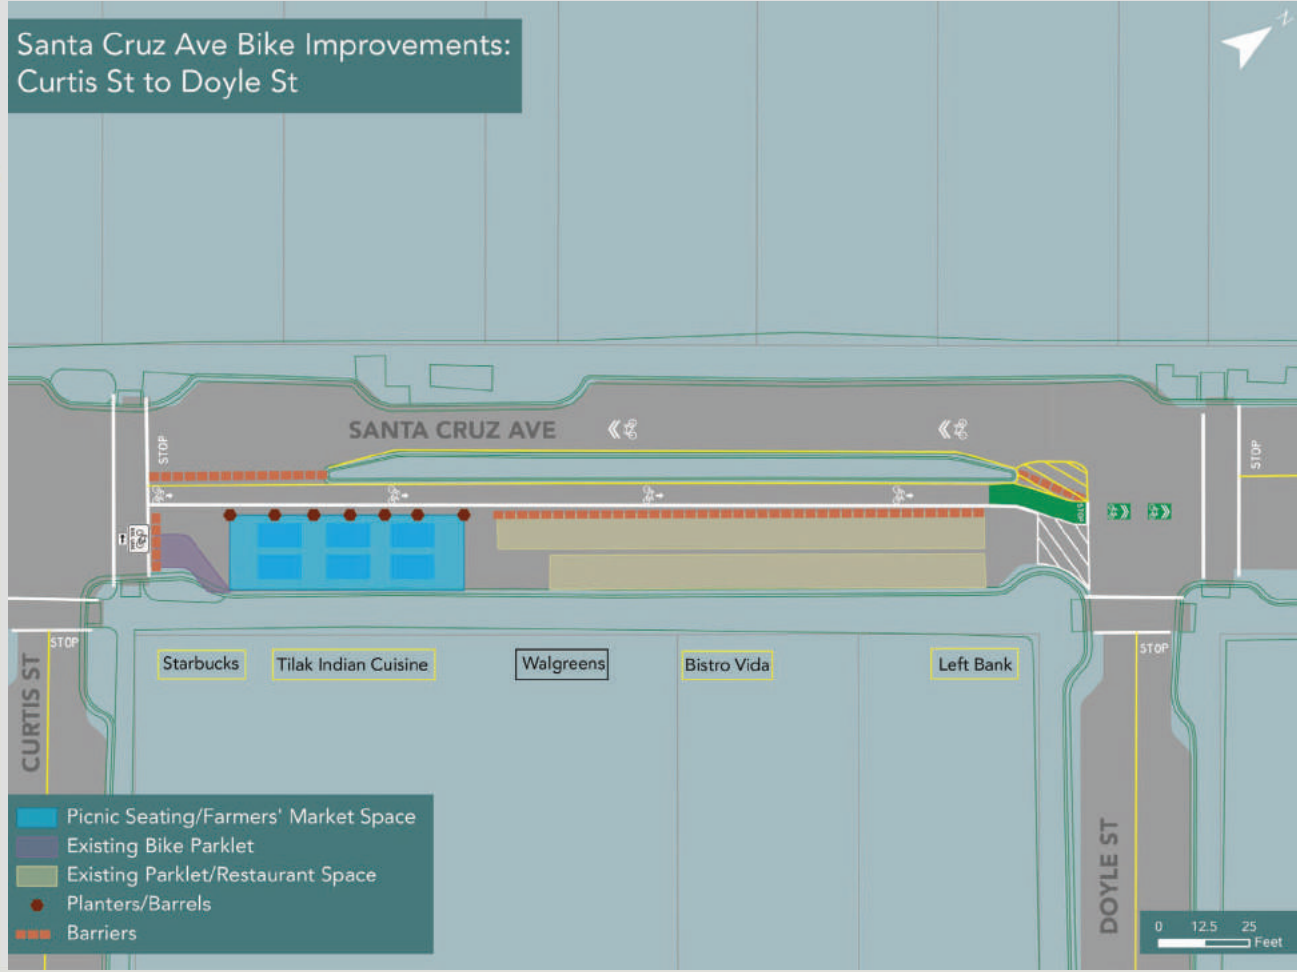 Santa Cruz Ave Bike Improvements:
Curtis St to Doyle St
N
SANTA CRUZ AVE
STOP
STOP
STOP
STOP
STOP
Starbucks
Tilak Indian Cuisine
Walgreens
Bistro Vida
Left Bank
CURTIS ST
DOYLE ST
Picnic Seating/Farmers' Market Space
Existing Bike Parklet
Existing Parklet/Restaurant Space
Planters/Barrels
Barriers
0 12.5 25
Feet